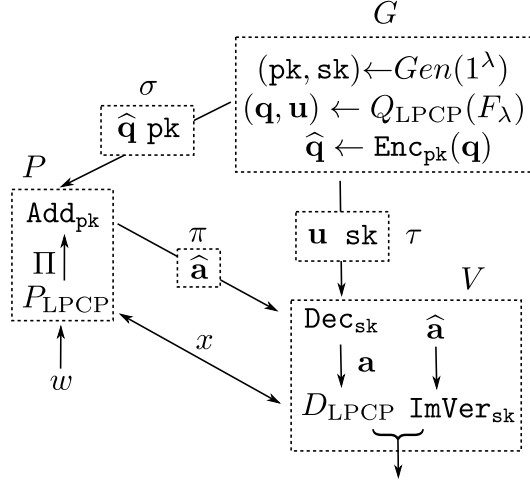 G
(pk, sk)←Gen(1^λ)
(q, u) ← Q_LPCP(F_λ)
q̂ ← Enc_pk(q)
σ
q̂ pk
P
Add_pk
Π
P_LPCP
w
π
â
u sk
τ
x
V
Dec_sk
â
a
D_LPCP
ImVer_sk